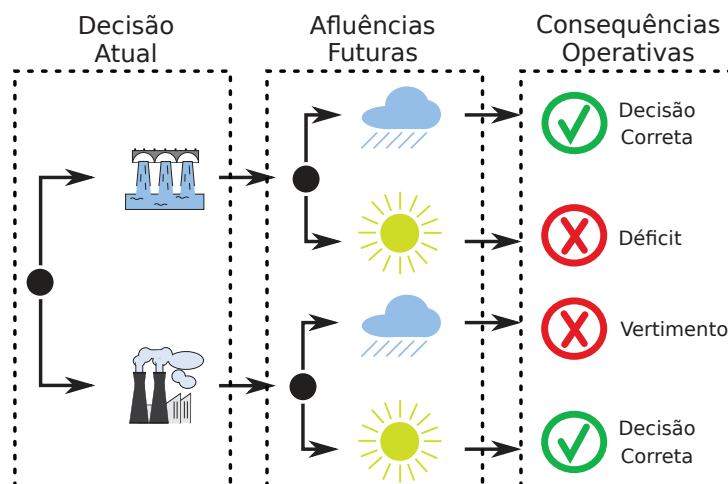 Decisão
Atual
Afluências
Futuras
Consequências
Operativas
Decisão
Correta
Déficit
Vertimento
Decisão
Correta